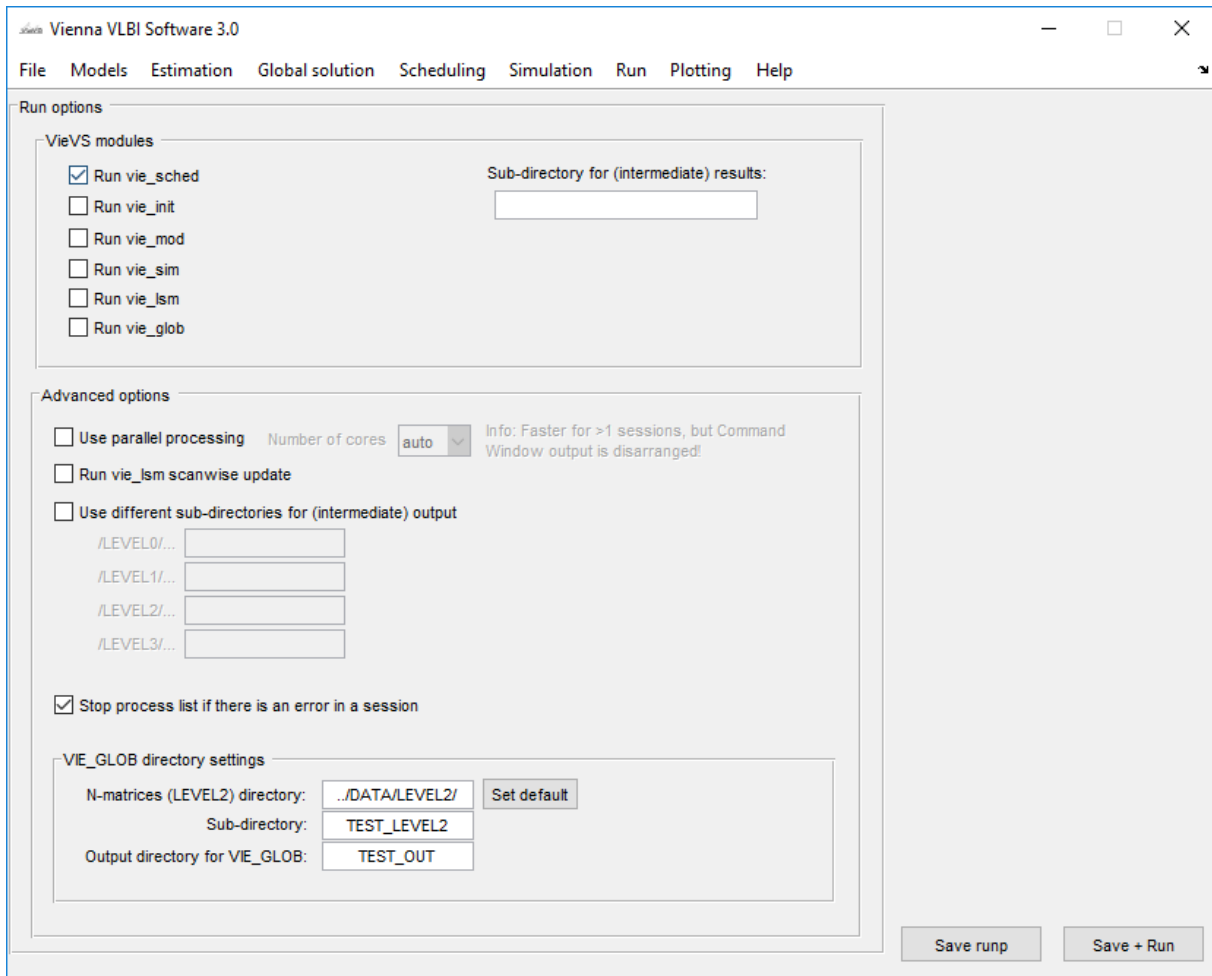 Vienna VLBI Software 3.0
File Models Estimation Global solution Scheduling Simulation Run Plotting Help
Run options
VieVS modules
Run vie_sched
Sub-directory for (intermediate) results:
Run vie_init
Run vie_mod
Run vie_sim
Run vie_lsm
Run vie_glob
Advanced options
Use parallel processing Number of cores auto Info: Faster for >1 sessions, but Command
Window output is disarranged!
Run vie_lsm scanwise update
Use different sub-directories for (intermediate) output
/LEVEL0/...
/LEVEL1/...
/LEVEL2/...
/LEVEL3/...
Stop process list if there is an error in a session
VIE_GLOB directory settings
N-matrices (LEVEL2) directory: ../DATA/LEVEL2/ Set default
Sub-directory: TEST_LEVEL2
Output directory for VIE_GLOB: TEST_OUT
Save runp Save + Run